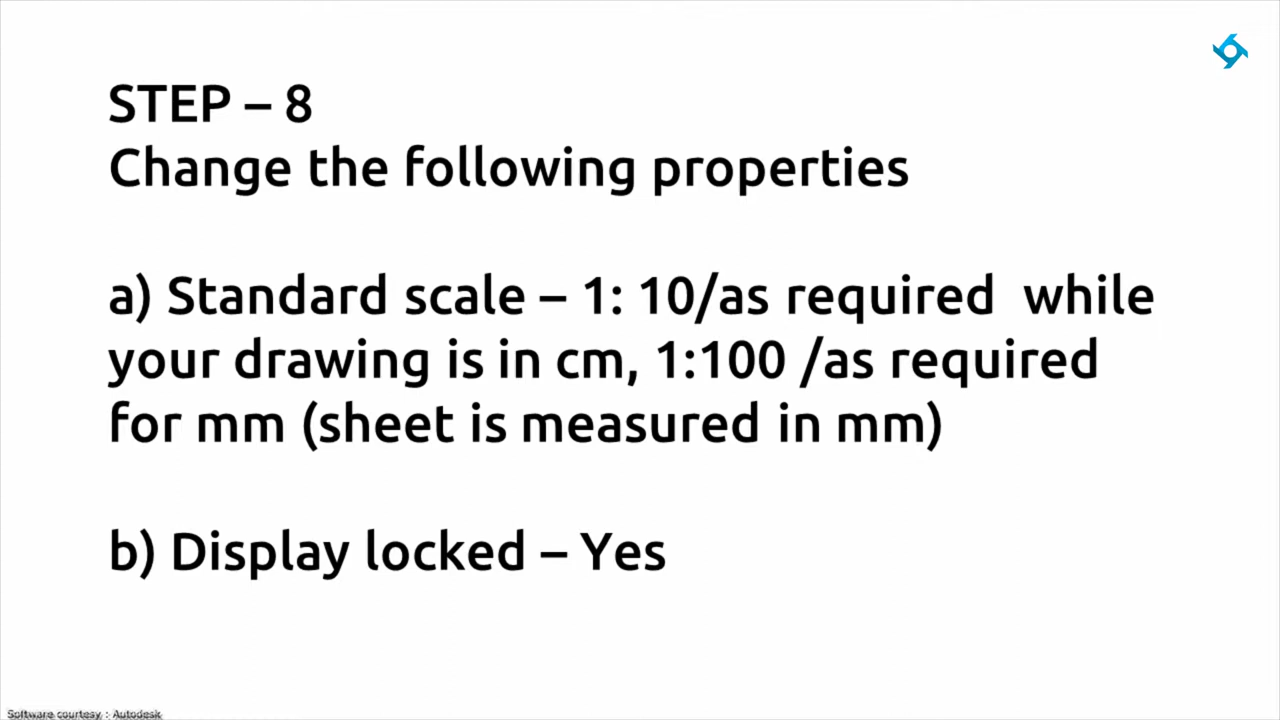 STEP – 8
Change the following properties
a) Standard scale – 1: 10/as required while
your drawing is in cm, 1:100 /as required
for mm (sheet is measured in mm)
b) Display locked – Yes
Software courtesy : Autodesk